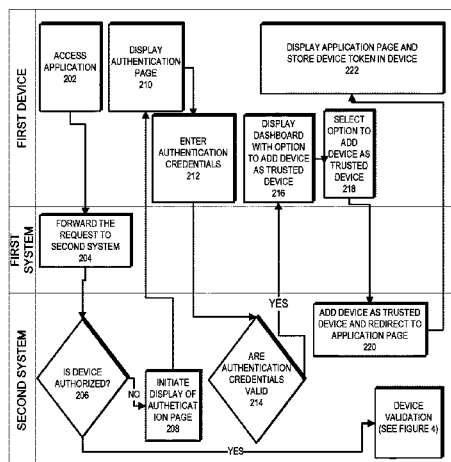 FIRST DEVICE
ACCESS
APPLICATION
202
DISPLAY
AUTHENTICATION
PAGE
210
ENTER
AUTHENTICATION
CREDENTIALS
212
DISPLAY
DASHBOARD
WITH OPTION
TO ADD DEVICE
AS TRUSTED
DEVICE
216
SELECT
OPTION TO
ADD
DEVICE AS
TRUSTED
DEVICE
218
DISPLAY APPLICATION PAGE AND
STORE DEVICE TOKEN IN DEVICE
222
FIRST
SYSTEM
FORWARD THE
REQUEST TO
SECOND SYSTEM
204
SECOND SYSTEM
IS DEVICE
AUTHORIZED?
206
NO
INITIATE
DISPLAY OF
AUTHETICAT
ION PAGE
208
ARE
AUTHENTICATION
CREDENTIALS
VALID
214
YES
ADD DEVICE AS TRUSTED
DEVICE AND REDIRECT TO
APPLICATION PAGE
220
YES
DEVICE
VALIDATION
(SEE FIGURE 4)